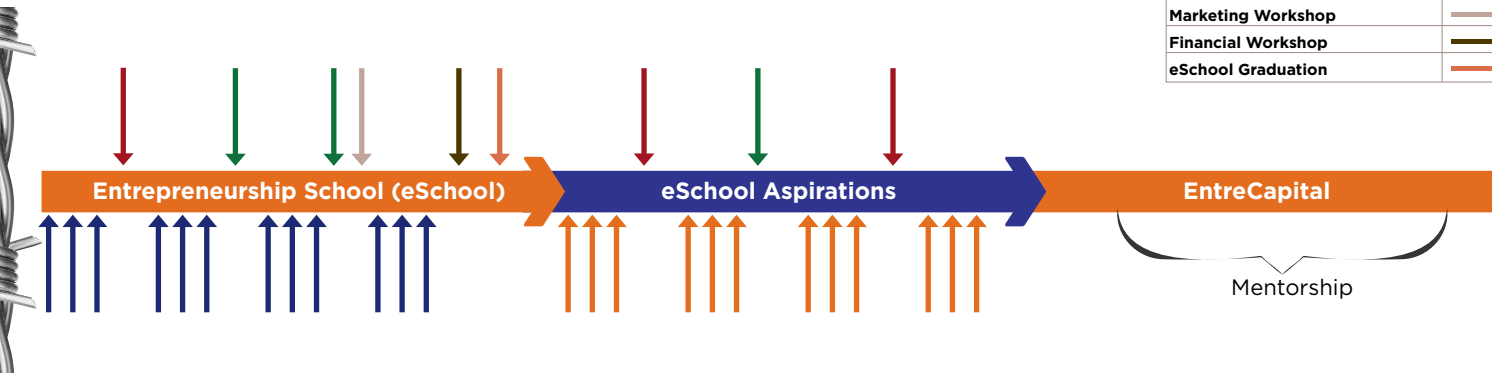 Marketing Workshop
Financial Workshop
eSchool Graduation
Entrepreneurship School (eSchool)
eSchool Aspirations
EntreCapital
Mentorship